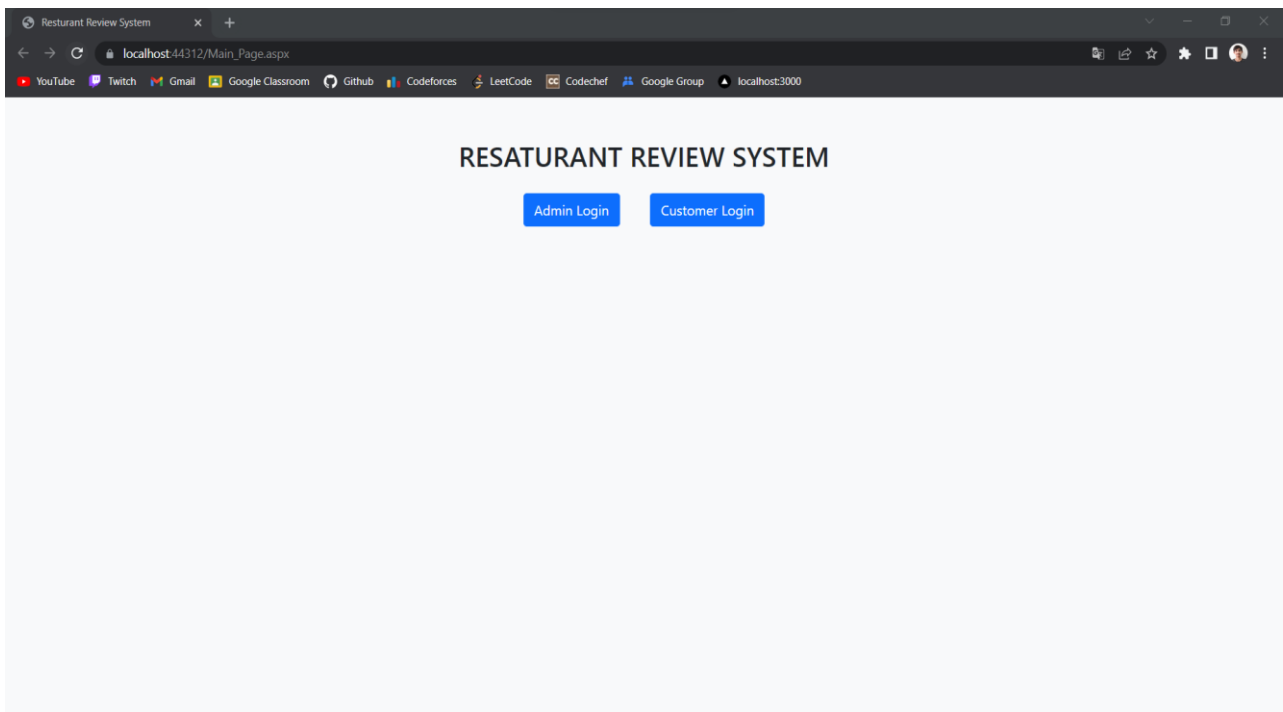 Resturant Review System
localhost:44312/Main_Page.aspx
YouTube Twitch Gmail Google Classroom Github Codeforces LeetCode CC Codechef Google Group localhost:3000
RESATURANT REVIEW SYSTEM
Admin Login Customer Login